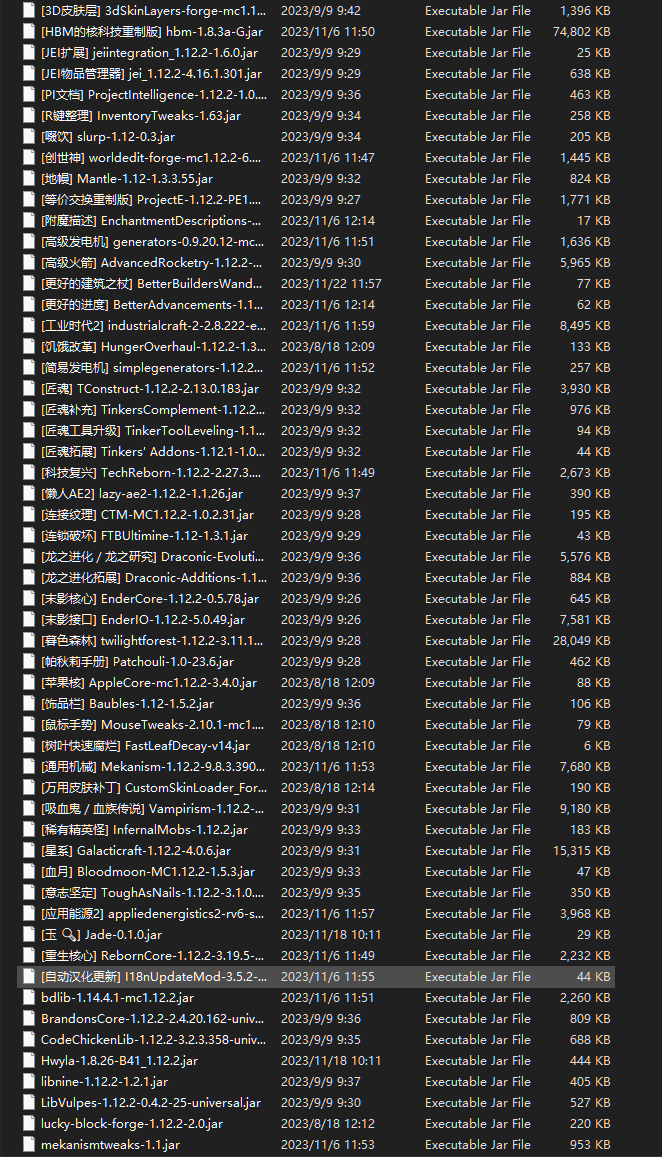 [3D皮肤层] 3dSkinLayers-forge-mc1.1... 2023/9/9 9:42 Executable Jar File 1,396 KB
[HBM的核科技重制版] hbm-1.8.3a-G.jar 2023/11/6 11:50 Executable Jar File 74,802 KB
[JEI扩展] jeiintegration_1.12.2-1.6.0.jar 2023/9/9 9:29 Executable Jar File 25 KB
[JEI物品管理器] jei_1.12.2-4.16.1.301.jar 2023/9/9 9:29 Executable Jar File 638 KB
[PI文档] ProjectIntelligence-1.12.2-1.0.... 2023/9/9 9:36 Executable Jar File 463 KB
[R键整理] InventoryTweaks-1.63.jar 2023/9/9 9:34 Executable Jar File 258 KB
[啜饮] slurp-1.12-0.3.jar 2023/9/9 9:34 Executable Jar File 205 KB
[创世神] worldedit-forge-mc1.12.2-6.... 2023/11/6 11:47 Executable Jar File 1,445 KB
[地幔] Mantle-1.12-1.3.3.55.jar 2023/9/9 9:32 Executable Jar File 824 KB
[等价交换重制版] ProjectE-1.12.2-PE1.... 2023/9/9 9:27 Executable Jar File 1,771 KB
[附魔描述] EnchantmentDescriptions-... 2023/11/6 12:14 Executable Jar File 17 KB
[高级发电机] generators-0.9.20.12-mc... 2023/11/6 11:51 Executable Jar File 1,636 KB
[高级火箭] AdvancedRocketry-1.12.2-... 2023/9/9 9:30 Executable Jar File 5,965 KB
[更好的建筑之杖] BetterBuildersWand... 2023/11/22 11:57 Executable Jar File 77 KB
[更好的进度] BetterAdvancements-1.1... 2023/11/6 12:14 Executable Jar File 62 KB
[工业时代2] industrialcraft-2-2.8.222-e... 2023/11/6 11:59 Executable Jar File 8,495 KB
[饥饿改革] HungerOverhaul-1.12.2-1.3... 2023/8/18 12:09 Executable Jar File 133 KB
[简易发电机] simplegenerators-1.12.2... 2023/11/6 11:52 Executable Jar File 257 KB
[匠魂] TConstruct-1.12.2-2.13.0.183.jar 2023/9/9 9:32 Executable Jar File 3,930 KB
[匠魂补充] TinkersComplement-1.12.2... 2023/9/9 9:32 Executable Jar File 976 KB
[匠魂工具升级] TinkerToolLeveling-1.1... 2023/9/9 9:32 Executable Jar File 94 KB
[匠魂拓展] Tinkers' Addons-1.12.1-1.0... 2023/9/9 9:32 Executable Jar File 44 KB
[科技复兴] TechReborn-1.12.2-2.27.3.... 2023/11/6 11:49 Executable Jar File 2,673 KB
[懒人AE2] lazy-ae2-1.12.2-1.1.26.jar 2023/9/9 9:37 Executable Jar File 390 KB
[连接纹理] CTM-MC1.12.2-1.0.2.31.jar 2023/9/9 9:28 Executable Jar File 195 KB
[连锁破坏] FTBUltimine-1.12-1.3.1.jar 2023/9/9 9:29 Executable Jar File 43 KB
[龙之进化 / 龙之研究] Draconic-Evoluti... 2023/9/9 9:36 Executable Jar File 5,576 KB
[龙之进化拓展] Draconic-Additions-1.1... 2023/9/9 9:36 Executable Jar File 884 KB
[末影核心] EnderCore-1.12.2-0.5.78.jar 2023/9/9 9:26 Executable Jar File 645 KB
[末影接口] EnderIO-1.12.2-5.0.49.jar 2023/9/9 9:26 Executable Jar File 7,581 KB
[暮色森林] twilightforest-1.12.2-3.11.1... 2023/9/9 9:28 Executable Jar File 28,049 KB
[帕秋莉手册] Patchouli-1.0-23.6.jar 2023/9/9 9:28 Executable Jar File 462 KB
[苹果核] AppleCore-mc1.12.2-3.4.0.jar 2023/8/18 12:09 Executable Jar File 88 KB
[饰品栏] Baubles-1.12-1.5.2.jar 2023/9/9 9:36 Executable Jar File 106 KB
[鼠标手势] MouseTweaks-2.10.1-mc1.... 2023/8/18 12:10 Executable Jar File 79 KB
[树叶快速腐烂] FastLeafDecay-v14.jar 2023/8/18 12:10 Executable Jar File 6 KB
[通用机械] Mekanism-1.12.2-9.8.3.390... 2023/11/6 11:53 Executable Jar File 7,680 KB
[万用皮肤补丁] CustomSkinLoader_For... 2023/8/18 12:14 Executable Jar File 190 KB
[吸血鬼 / 血族传说] Vampirism-1.12.2-... 2023/9/9 9:31 Executable Jar File 9,180 KB
[稀有精英怪] InfernalMobs-1.12.2.jar 2023/9/9 9:33 Executable Jar File 183 KB
[星系] Galacticraft-1.12.2-4.0.6.jar 2023/9/9 9:31 Executable Jar File 15,315 KB
[血月] Bloodmoon-MC1.12.2-1.5.3.jar 2023/9/9 9:33 Executable Jar File 47 KB
[意志坚定] ToughAsNails-1.12.2-3.1.0.... 2023/9/9 9:35 Executable Jar File 350 KB
[应用能源2] appliedenergistics2-rv6-s... 2023/11/6 11:57 Executable Jar File 3,968 KB
[玉 🔍] Jade-0.1.0.jar 2023/11/18 10:11 Executable Jar File 29 KB
[重生核心] RebornCore-1.12.2-3.19.5-... 2023/11/6 11:49 Executable Jar File 2,232 KB
[自动汉化更新] I18nUpdateMod-3.5.2-... 2023/11/6 11:55 Executable Jar File 44 KB
bdlib-1.14.4.1-mc1.12.2.jar 2023/11/6 11:51 Executable Jar File 2,260 KB
BrandonsCore-1.12.2-2.4.20.162-univ... 2023/9/9 9:36 Executable Jar File 809 KB
CodeChickenLib-1.12.2-3.2.3.358-univ... 2023/9/9 9:35 Executable Jar File 688 KB
Hwyla-1.8.26-B41_1.12.2.jar 2023/11/18 10:11 Executable Jar File 444 KB
libnine-1.12.2-1.2.1.jar 2023/9/9 9:37 Executable Jar File 405 KB
LibVulpes-1.12.2-0.4.2-25-universal.jar 2023/9/9 9:30 Executable Jar File 527 KB
lucky-block-forge-1.12.2-2.0.jar 2023/8/18 12:12 Executable Jar File 220 KB
mekanismtweaks-1.1.jar 2023/11/6 11:53 Executable Jar File 953 KB